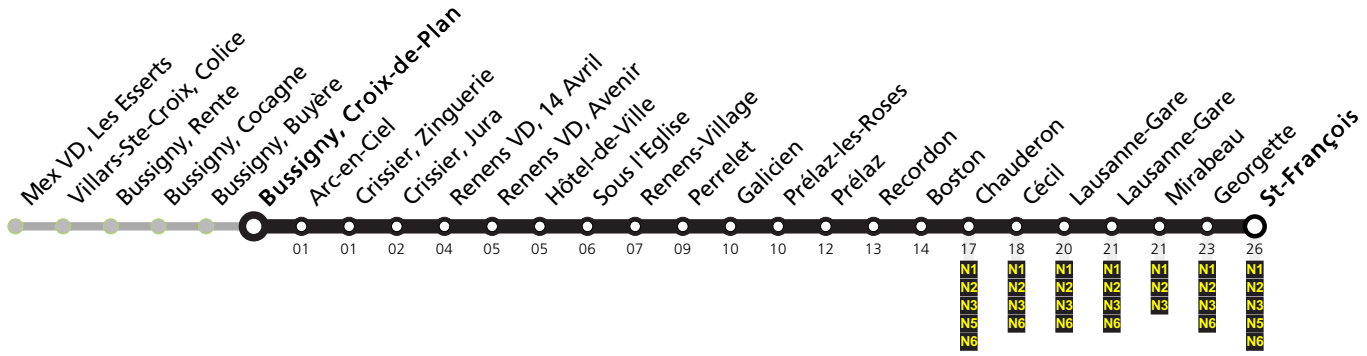 Mex VD, Les Esserts
Villars-Ste-Croix, Colice
Bussigny, Rente
Bussigny, Cocagne
Bussigny, Buyère
Bussigny, Croix-de-Plan
Arc-en-Ciel
Crissier, Zinguerie
Crissier, Jura
Renens VD, 14 Avril
Renens VD, Avenir
Hôtel-de-Ville
Sous l'Eglise
Renens-Village
Perrelet
Galicien
Prélaz-les-Roses
Prélaz
Recordon
Boston
Chauderon
Cécil
Lausanne-Gare
Lausanne-Gare
Mirabeau
Georgette
St-François
01 01 02 04 05 05 06 07 09 10 10 12 13 14 17 18 20 21 21 23 26
N1 N1 N1 N1 N1 N1 N1
N2 N2 N2 N2 N2 N2 N2
N3 N3 N3 N3 N3 N3 N3
N5 N6 N6 N6 N6 N5
N6 N6